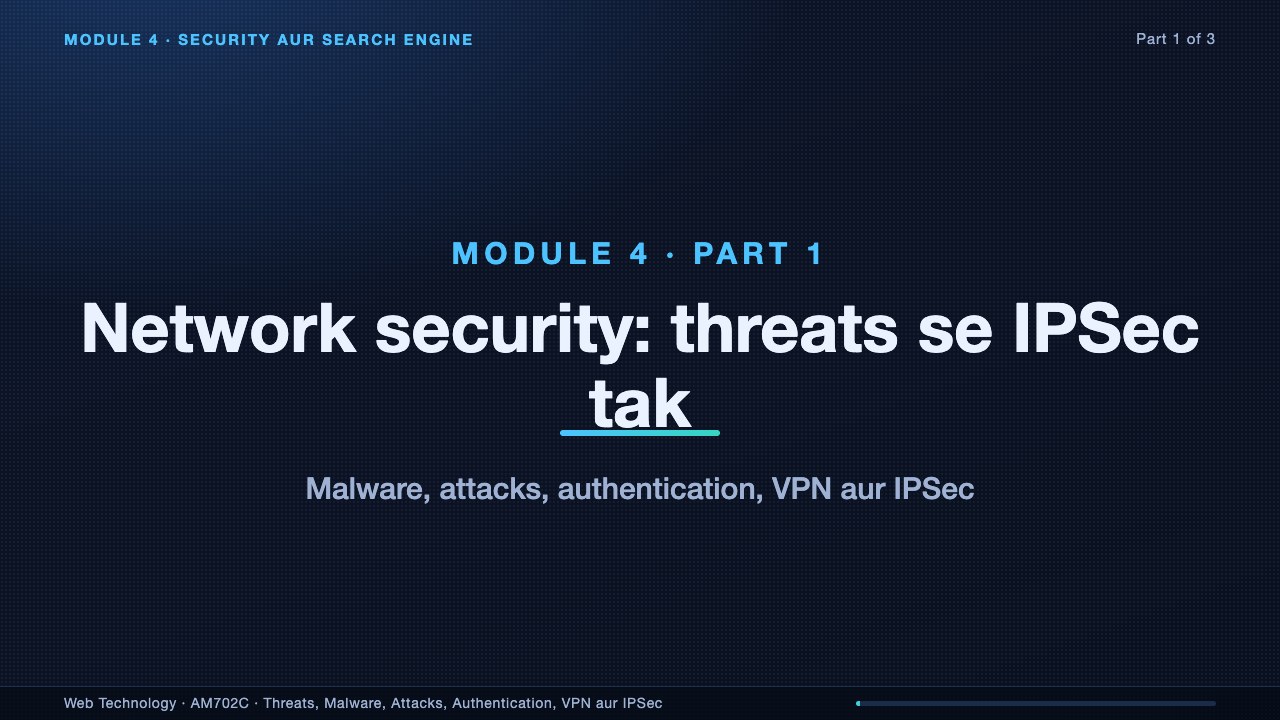 MODULE 4 · SECURITY AUR SEARCH ENGINE
Part 1 of 3
MODULE 4 · PART 1
Network security: threats se IPSec
tak
Malware, attacks, authentication, VPN aur IPSec
Web Technology · AM702C · Threats, Malware, Attacks, Authentication, VPN aur IPSec